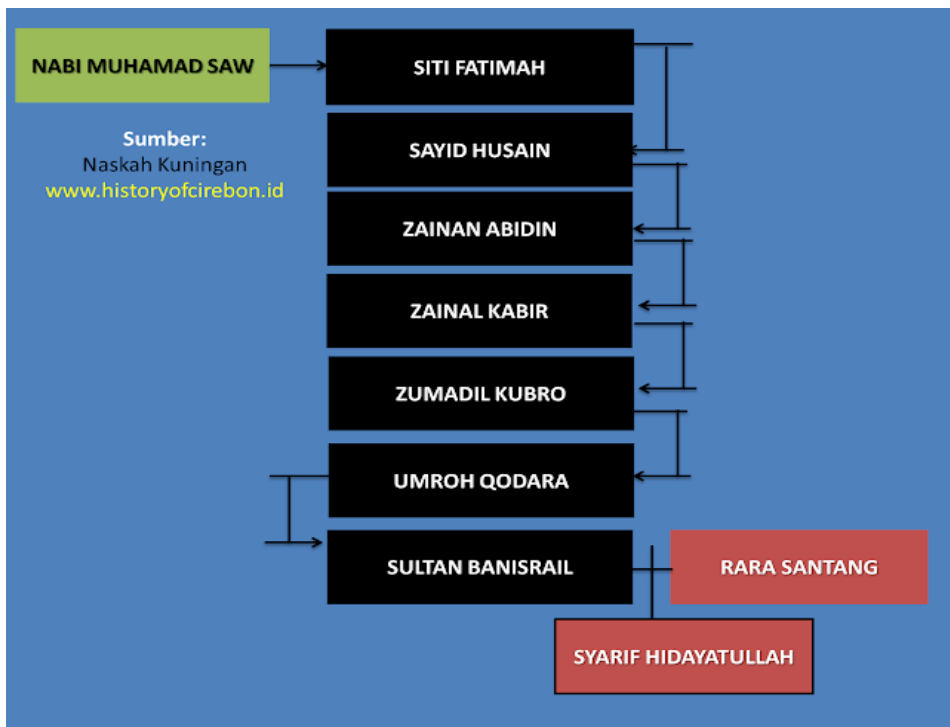 NABI MUHAMAD SAW
SITI FATIMAH
Sumber:
Naskah Kuningan
www.historyofcirebon.id
SAYID HUSAIN
ZAINAN ABIDIN
ZAINAL KABIR
ZUMADIL KUBRO
UMROH QODARA
SULTAN BANISRAIL
RARA SANTANG
SYARIF HIDAYATULLAH